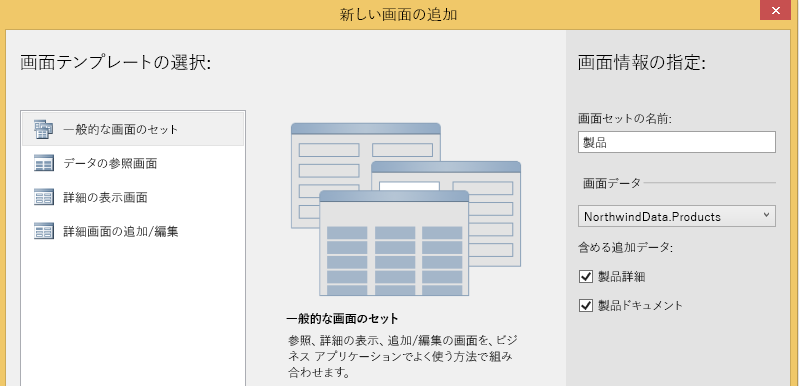 新しい画面の追加
画面テンプレートの選択:
一般的な画面のセット
データの参照画面
詳細の表示画面
詳細画面の追加/編集
一般的な画面のセット
参照、詳細の表示、追加/編集の画面を、ビジ
ネス アプリケーションでよく使う方法で組み
合わせます。
画面情報の指定:
画面セットの名前:
製品
画面データ
NorthwindData.Products
含める追加データ:
製品詳細
製品ドキュメント